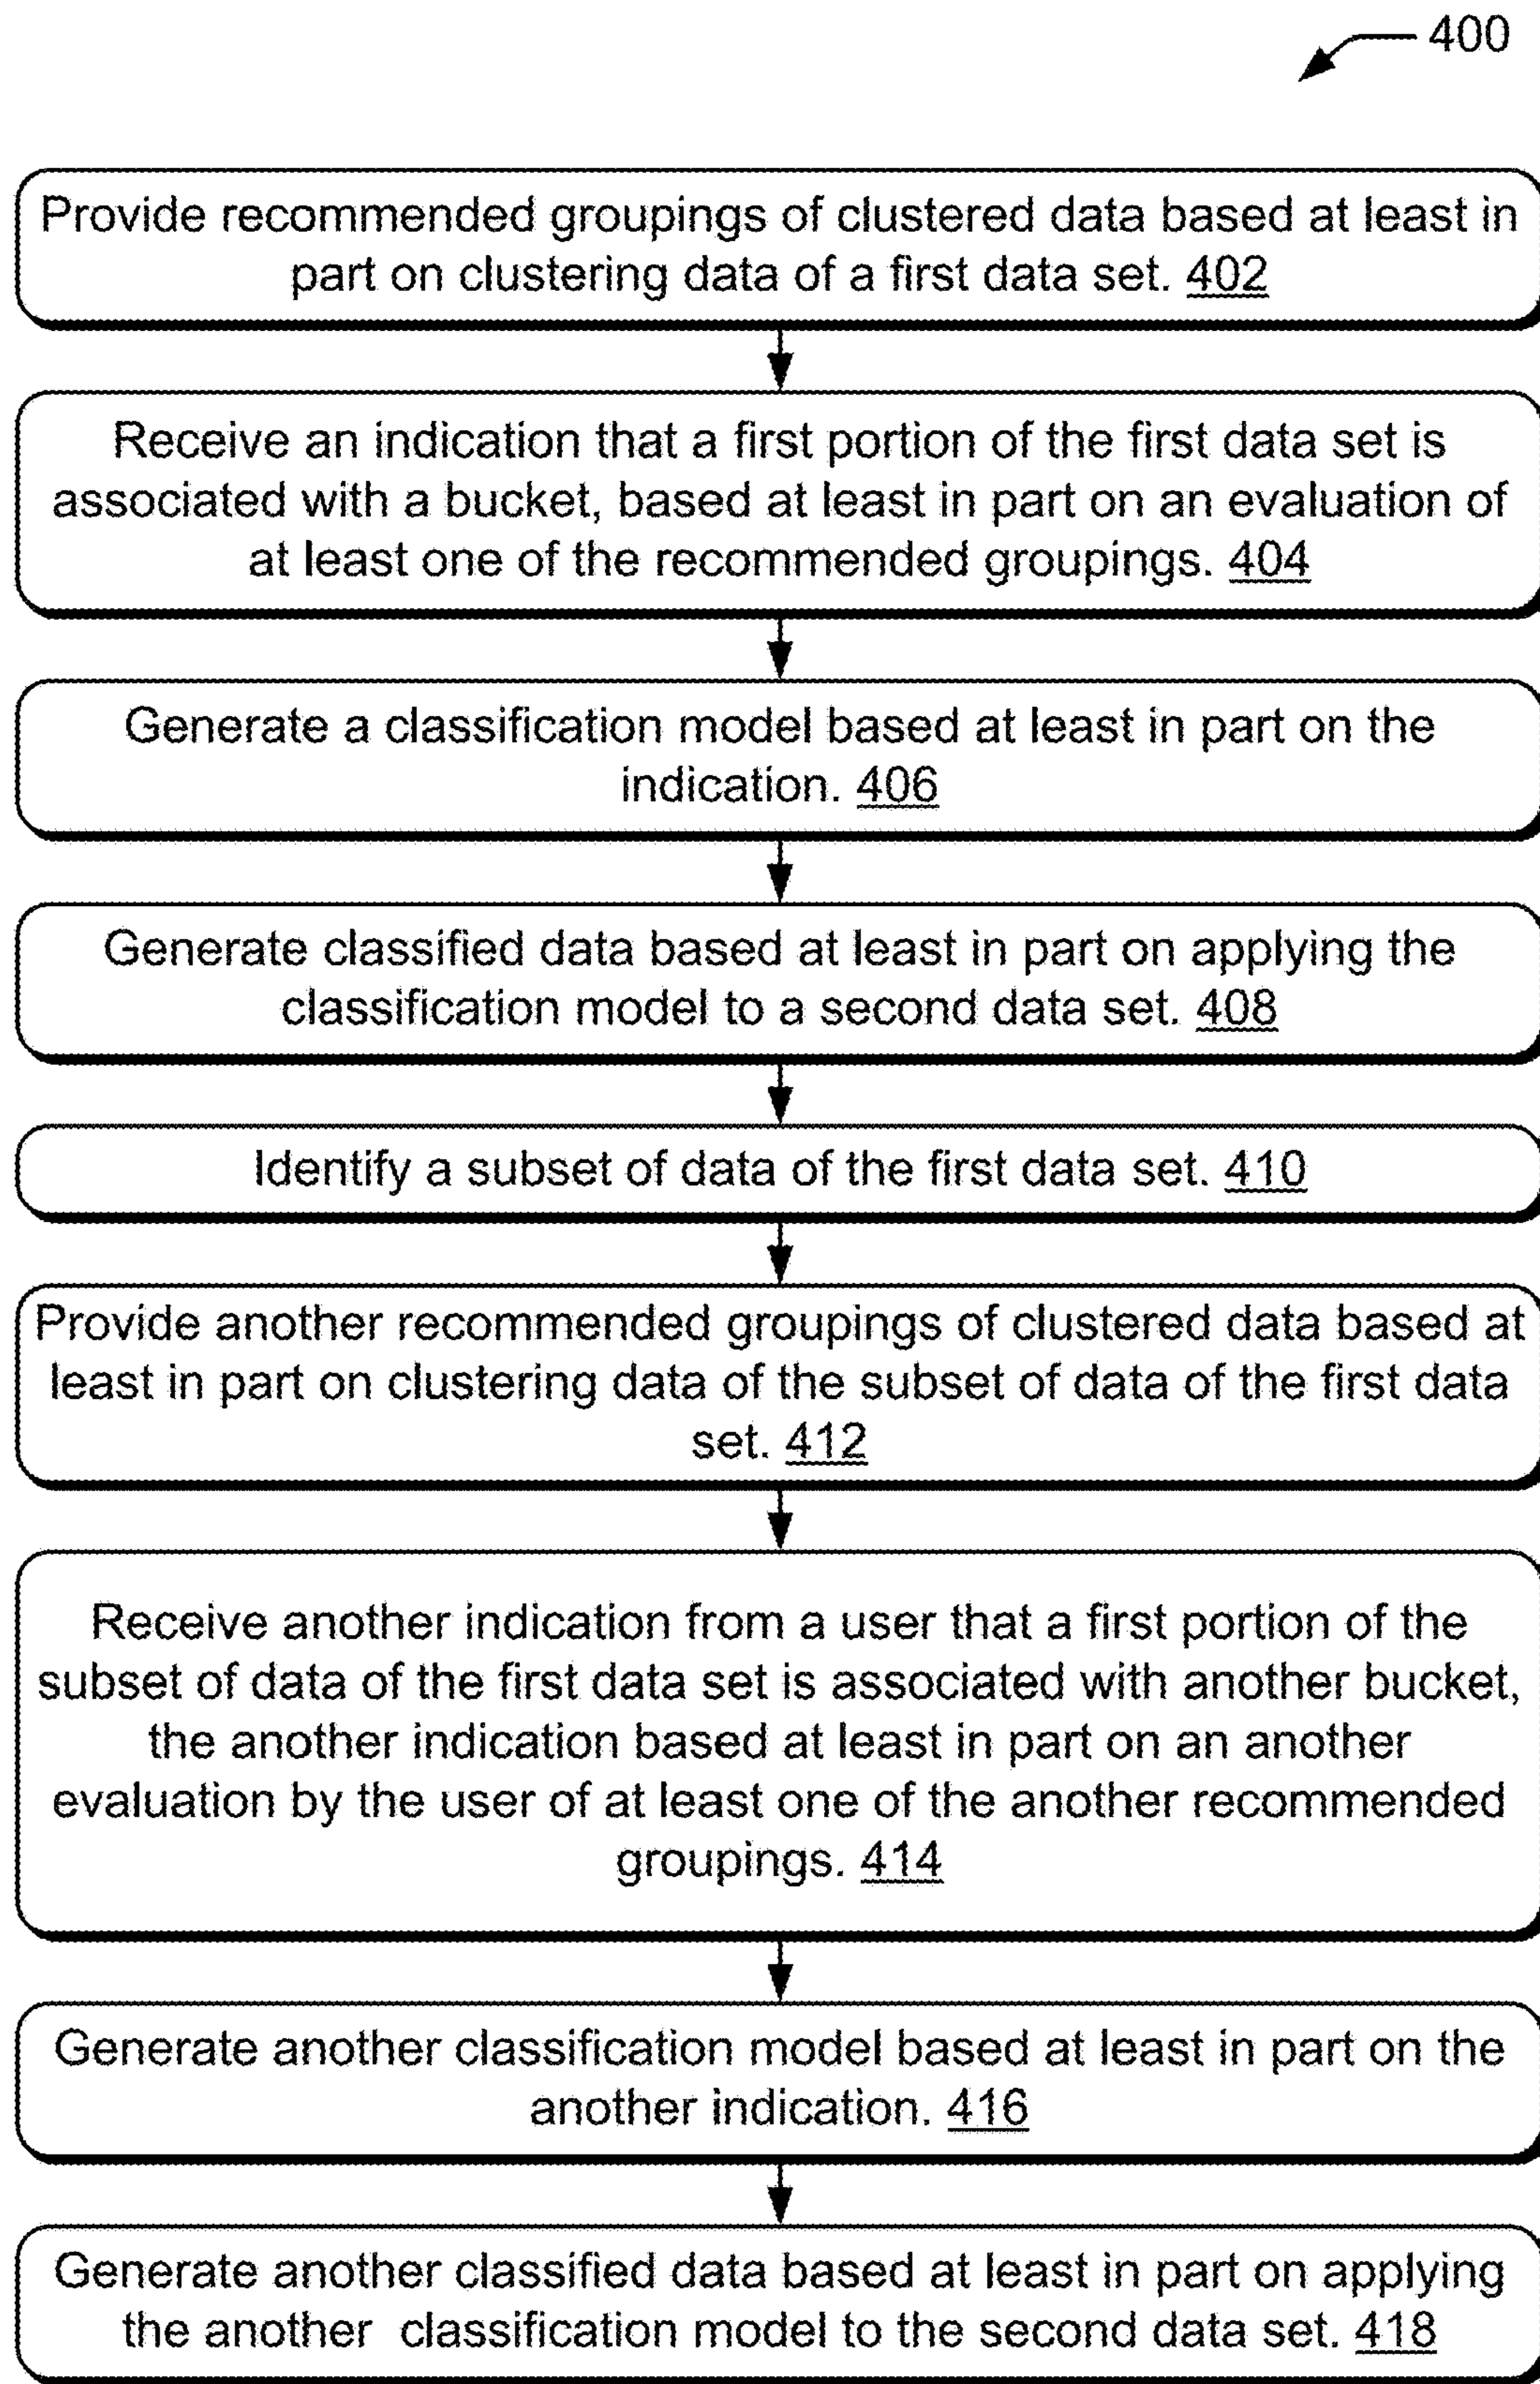 400
Provide recommended groupings of clustered data based at least in
part on clustering data of a first data set. 402
Receive an indication that a first portion of the first data set is
associated with a bucket, based at least in part on an evaluation of
at least one of the recommended groupings. 404
Generate a classification model based at least in part on the
indication. 406
Generate classified data based at least in part on applying the
classification model to a second data set. 408
Identify a subset of data of the first data set. 410
Provide another recommended groupings of clustered data based at
least in part on clustering data of the subset of data of the first data
set. 412
Receive another indication from a user that a first portion of the
subset of data of the first data set is associated with another bucket,
the another indication based at least in part on an another
evaluation by the user of at least one of the another recommended
groupings. 414
Generate another classification model based at least in part on the
another indication. 416
Generate another classified data based at least in part on applying
the another classification model to the second data set. 418